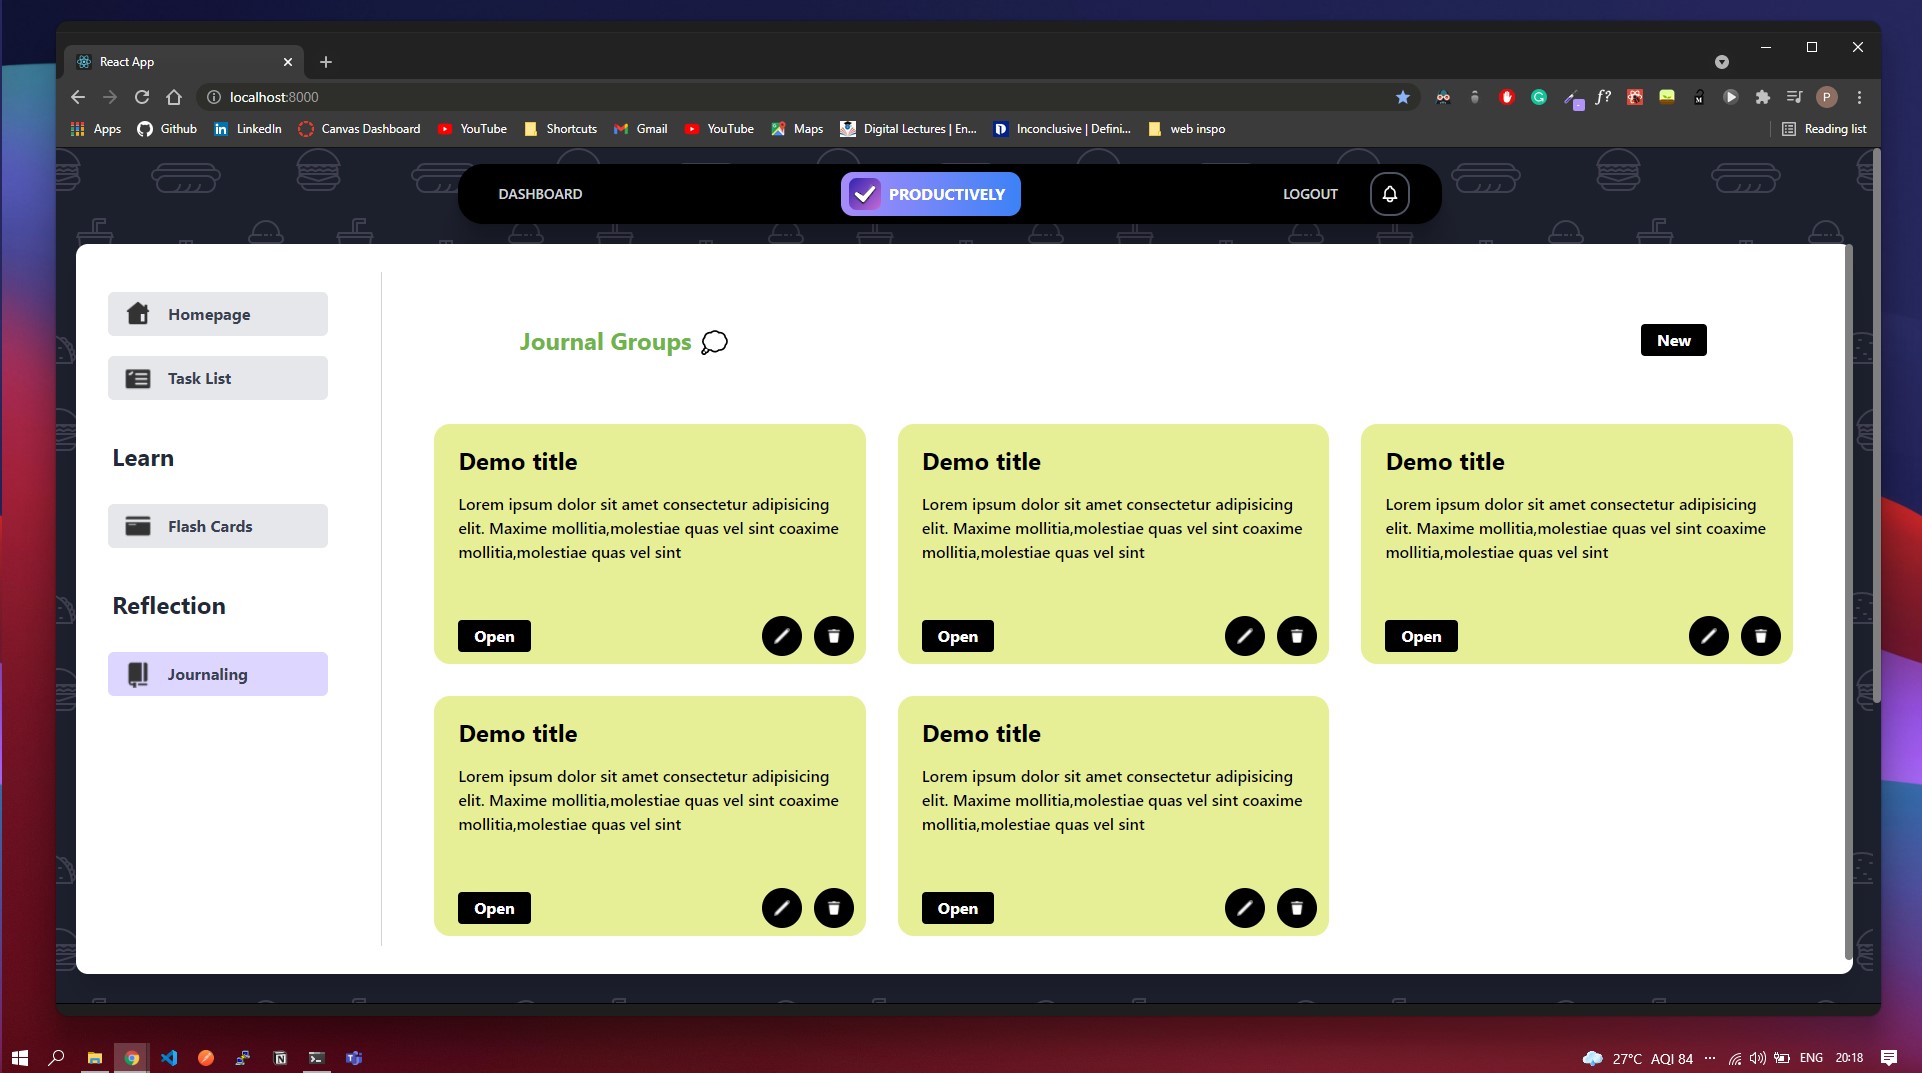 React App
localhost:8000
Apps
Github
LinkedIn
Canvas Dashboard
YouTube
Shortcuts
Gmail
YouTube
Maps
Digital Lectures | En...
Inconclusive | Defini...
web inspo
Reading list
DASHBOARD
PRODUCTIVELY
LOGOUT
Homepage
Task List
Learn
Flash Cards
Reflection
Journaling
Journal Groups
New
Demo title
Lorem ipsum dolor sit amet consectetur adipisicing
elit. Maxime mollitia,molestiae quas vel sint coaxime
mollitia,molestiae quas vel sint
Open
Demo title
Lorem ipsum dolor sit amet consectetur adipisicing
elit. Maxime mollitia,molestiae quas vel sint coaxime
mollitia,molestiae quas vel sint
Open
Demo title
Lorem ipsum dolor sit amet consectetur adipisicing
elit. Maxime mollitia,molestiae quas vel sint coaxime
mollitia,molestiae quas vel sint
Open
Demo title
Lorem ipsum dolor sit amet consectetur adipisicing
elit. Maxime mollitia,molestiae quas vel sint coaxime
mollitia,molestiae quas vel sint
Open
Demo title
Lorem ipsum dolor sit amet consectetur adipisicing
elit. Maxime mollitia,molestiae quas vel sint coaxime
mollitia,molestiae quas vel sint
Open
27°C AQI 84
ENG
20:18